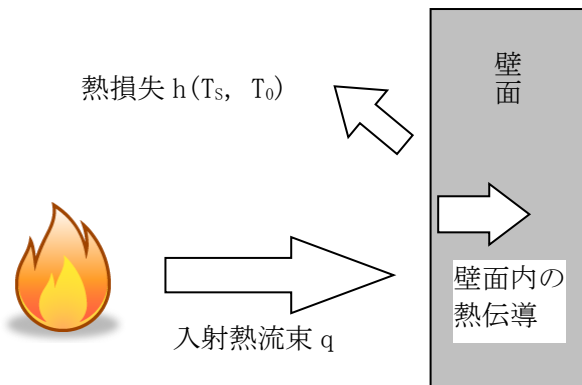 壁
面
熱損失 h(Tₛ, T₀)
壁面内の
熱伝導
入射熱流束 q